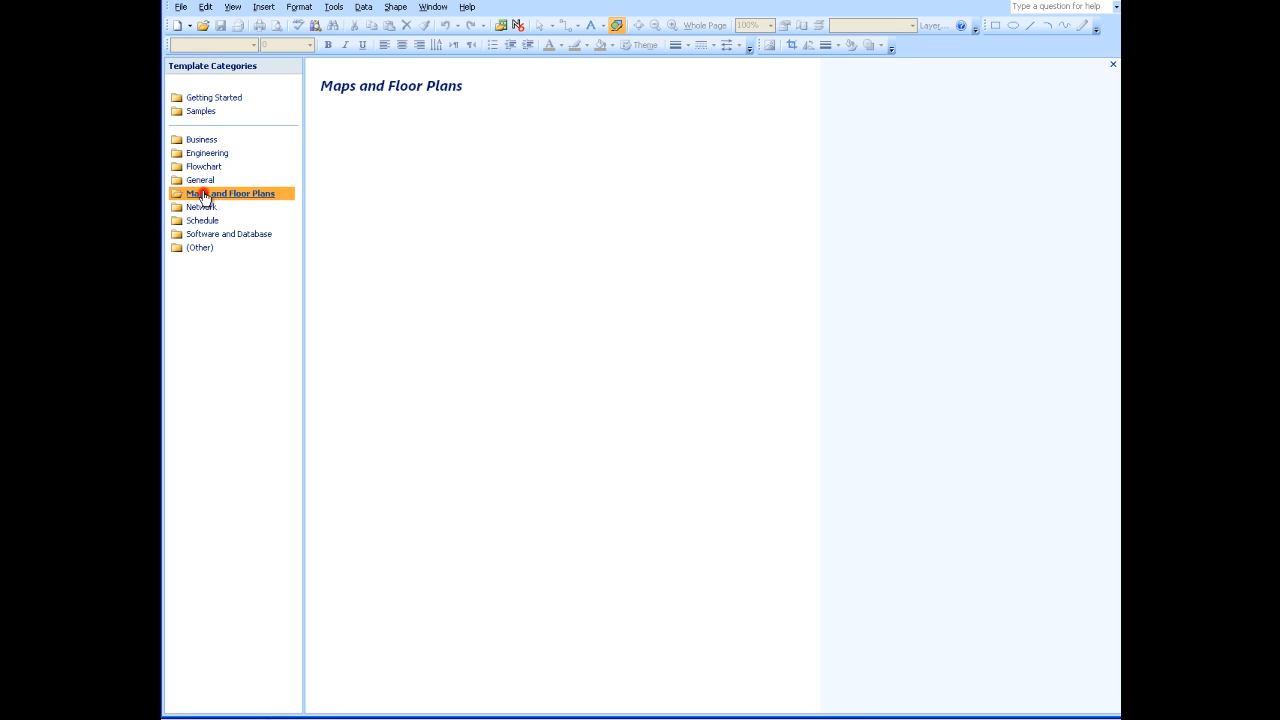 File Edit View Insert Format Tools Data Shape Window Help Type a question for help
Whole Page 100% Layer...
0 B I U A Theme
Template Categories
Maps and Floor Plans
Getting Started
Samples
Business
Engineering
Flowchart
General
Maps and Floor Plans
Network
Schedule
Software and Database
(Other)